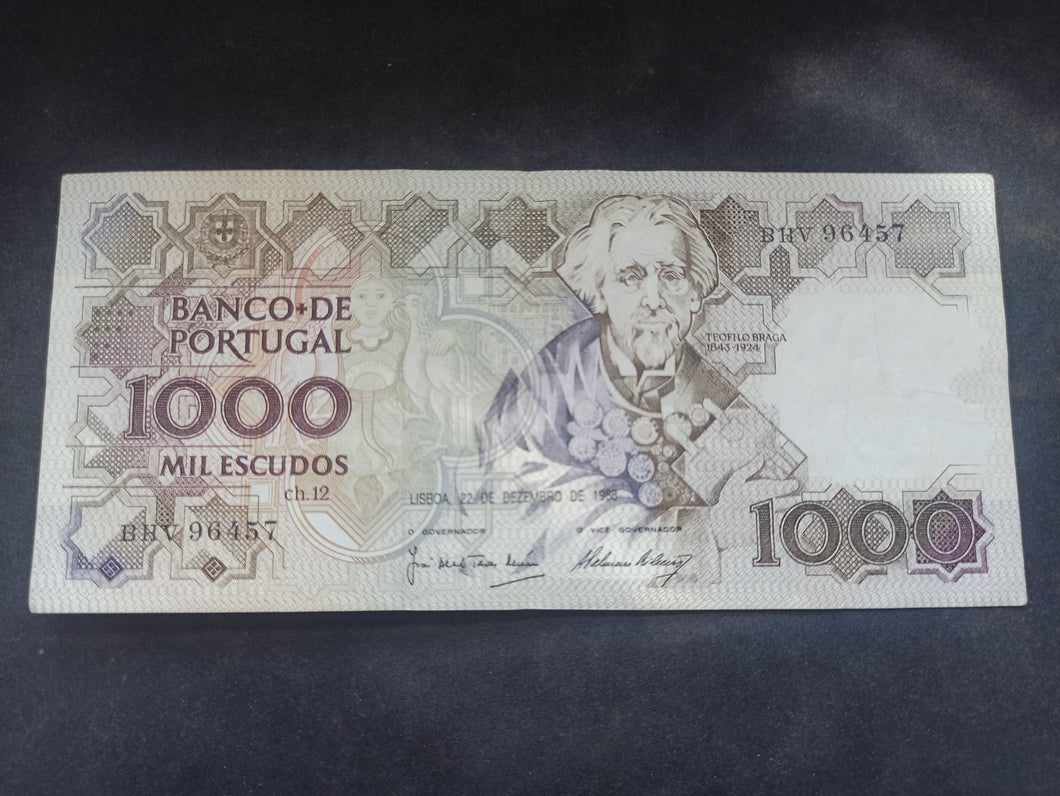 BHV 96457
BANCO DE
PORTUGAL
TEOFILO BRAGA
1843-1924
1000
MIL ESCUDOS
ch.12
LISBOA, 22 DE DEZEMBRO DE 1988
O GOVERNADOR
O VICE GOVERNADOR
BHV 96457
1000